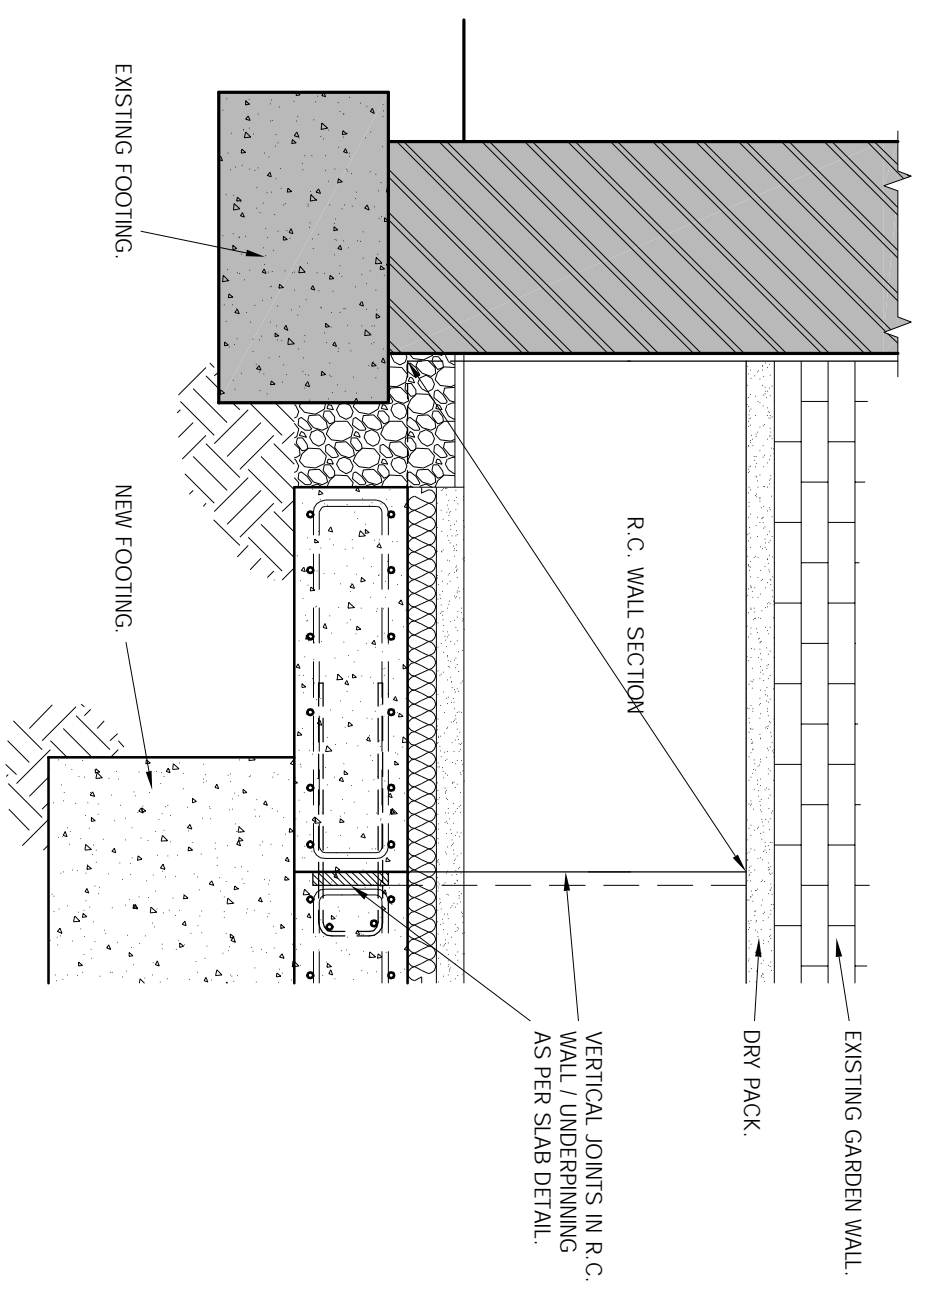 EXISTING GARDEN WALL.
DRY PACK.
R.C. WALL SECTION
VERTICAL JOINTS IN R.C.
WALL / UNDERPINNING
AS PER SLAB DETAIL.
EXISTING FOOTING.
NEW FOOTING.